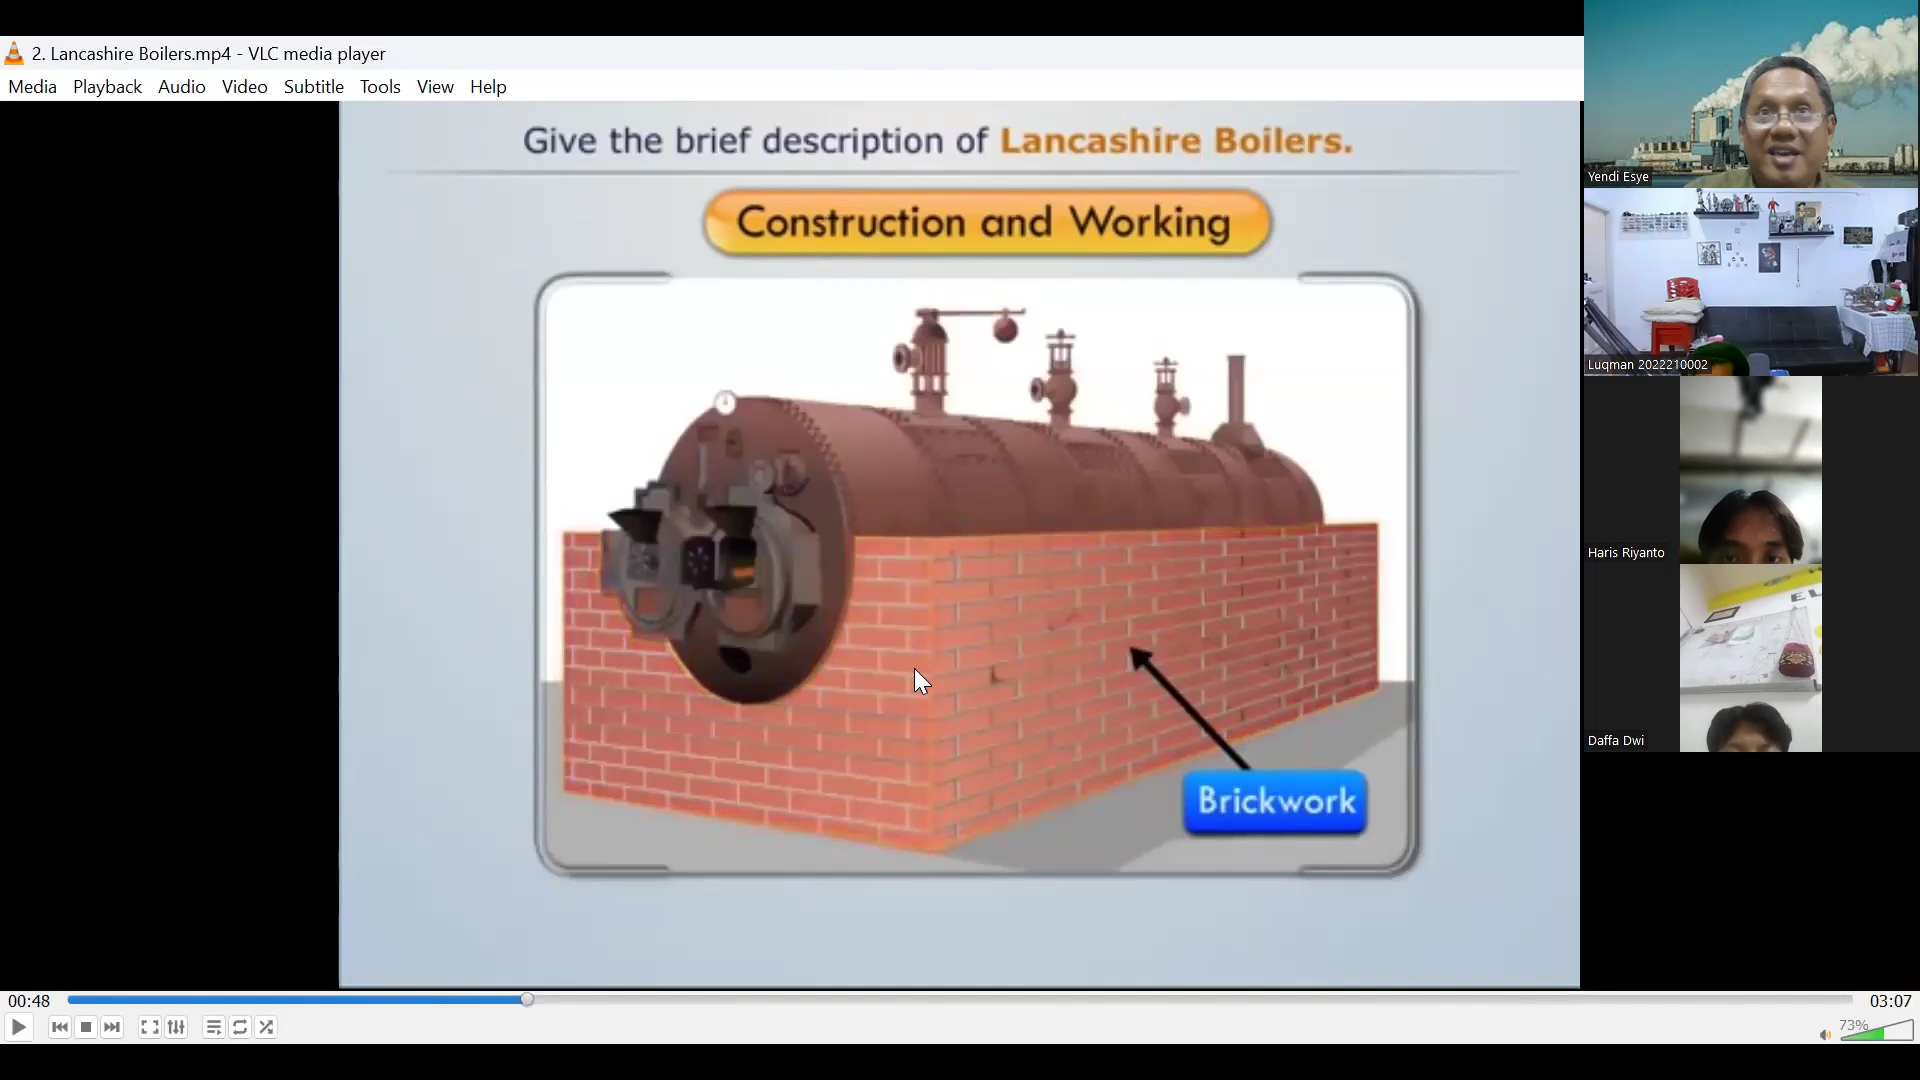 2. Lancashire Boilers.mp4 - VLC media player
Media Playback Audio Video Subtitle Tools View Help
Give the brief description of Lancashire Boilers.
Construction and Working
Brickwork
00:48
03:07
73%
Yendi Esye
Luqman 2022210002
Haris Riyanto
Daffa Dwi